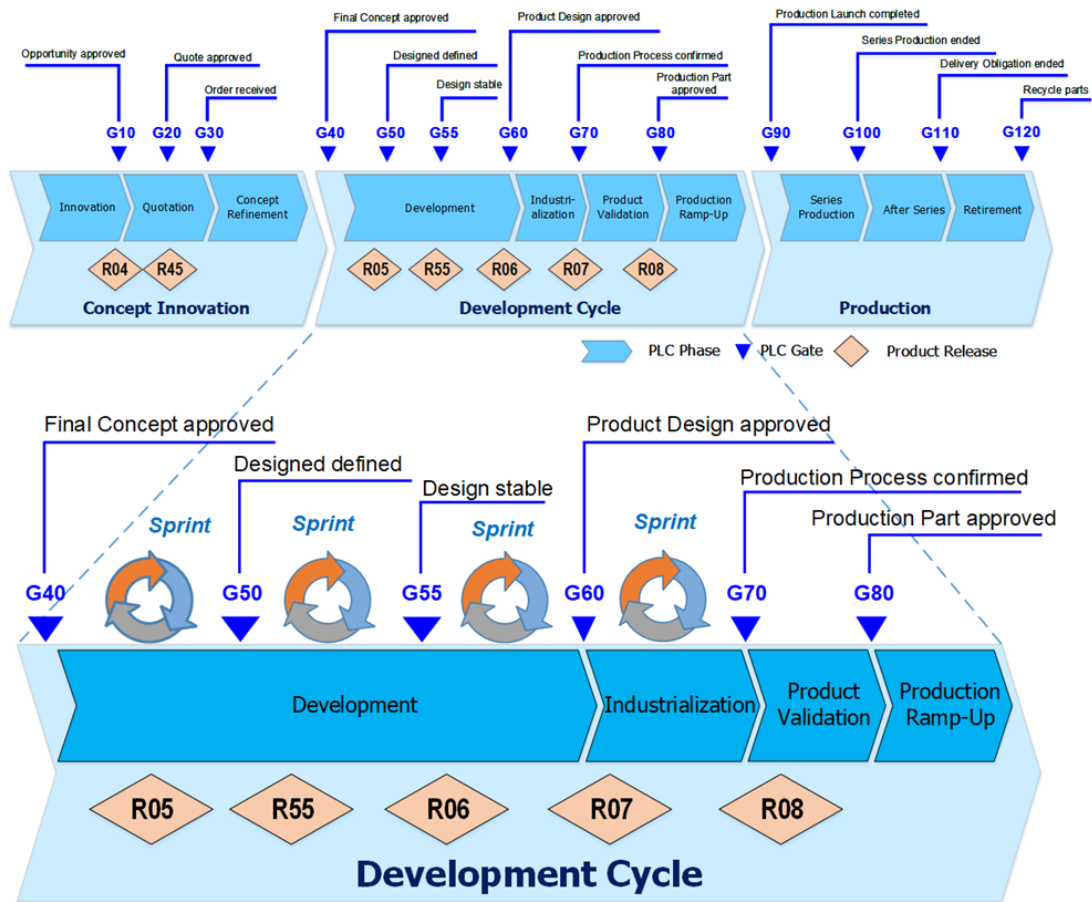 Production Launch completed
Final Concept approved
Product Design approved
Series Production ended
Opportunity approved
Quote approved
Designed defined
Production Process confirmed
Delivery Obligation ended
Order received
Design stable
Production Part
approved
Recycle parts
G10
G20
G30
G40
G50
G55
G60
G70
G80
G90
G100
G110
G120
Innovation
Quotation
Concept
Refinement
Development
Industri-
alization
Product
Validation
Production
Ramp-Up
Series
Production
After Series
Retirement
R04
R45
R05
R55
R06
R07
R08
Concept Innovation
Development Cycle
Production
PLC Phase
PLC Gate
Product Release
Final Concept approved
Product Design approved
Designed defined
Design stable
Production Process confirmed
Production Part approved
Sprint
Sprint
Sprint
Sprint
G40
G50
G55
G60
G70
G80
Development
Industrialization
Product
Validation
Production
Ramp-Up
R05
R55
R06
R07
R08
Development Cycle